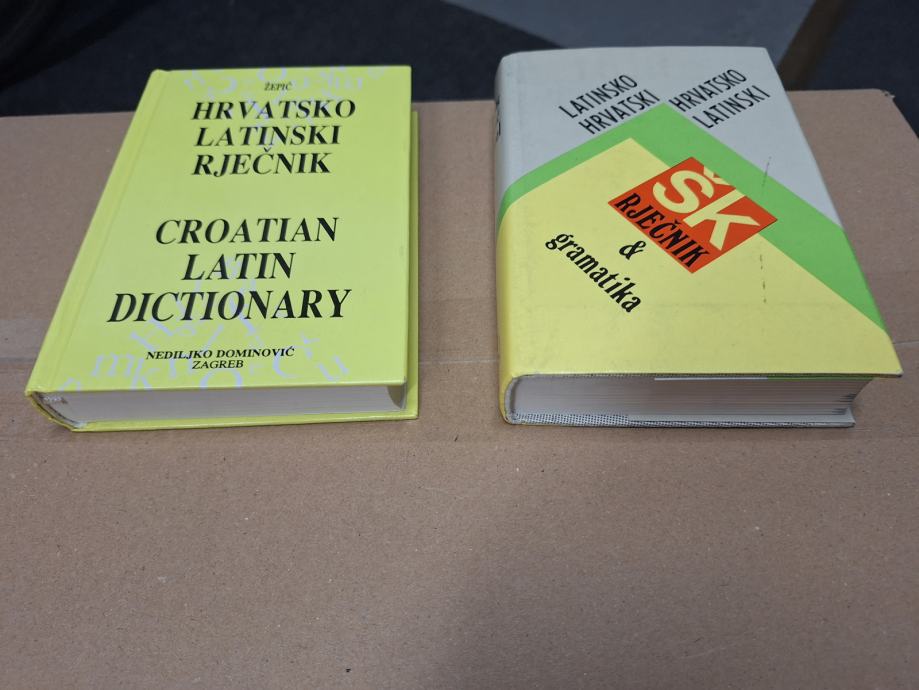 ŽEPIĆ
HRVATSKO
LATINSKI
RJEČNIK
CROATIAN
LATIN
DICTIONARY
NEDILJKO DOMINOVIĆ
ZAGREB
LATINSKO
HRVATSKI
HRVATSKO
LATINSKI
ŠK
RJEČNIK
&
gramatika